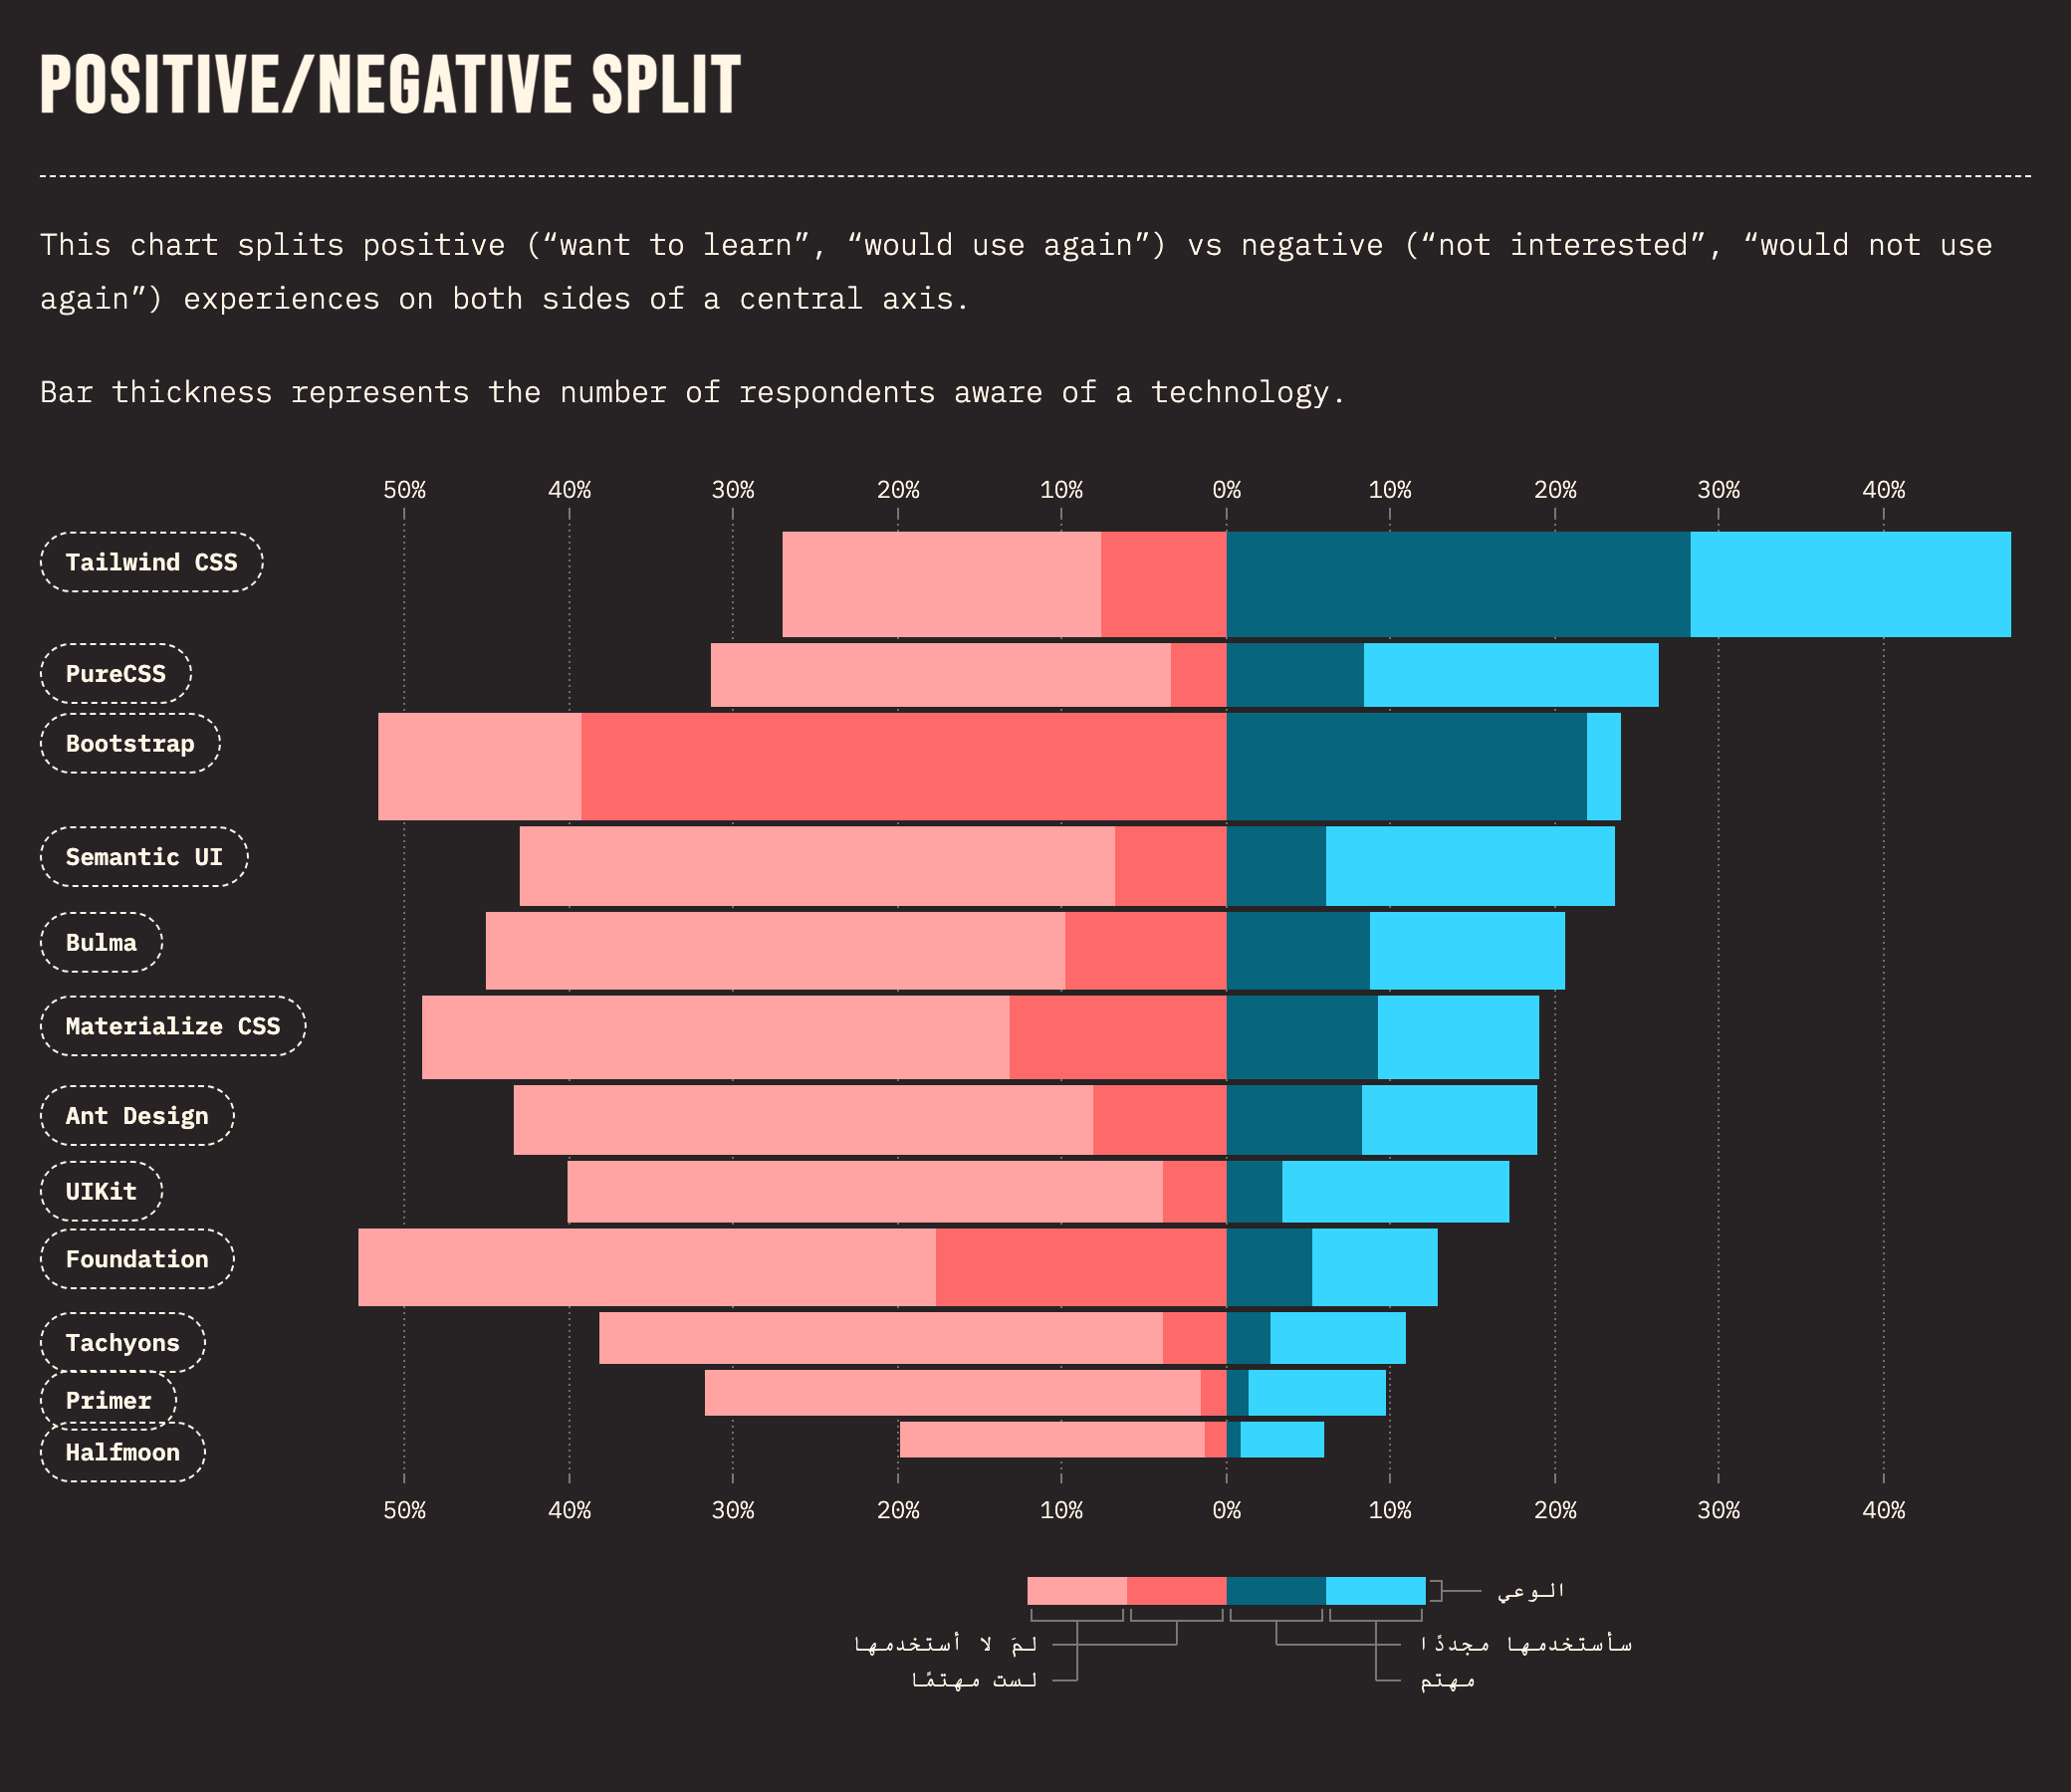 POSITIVE/NEGATIVE SPLIT
This chart splits positive (“want to learn”, “would use again”) vs negative (“not interested”, “would not use
again”) experiences on both sides of a central axis.
Bar thickness represents the number of respondents aware of a technology.
50% 40% 30% 20% 10% 0% 10% 20% 30% 40%
Tailwind CSS
PureCSS
Bootstrap
Semantic UI
Bulma
Materialize CSS
Ant Design
UIKit
Foundation
Tachyons
Primer
Halfmoon
50% 40% 30% 20% 10% 0% 10% 20% 30% 40%
الوعي
لمَ لا أستخدمها
سأستخدمها مجددًا
لست مهتمًا
مهتم